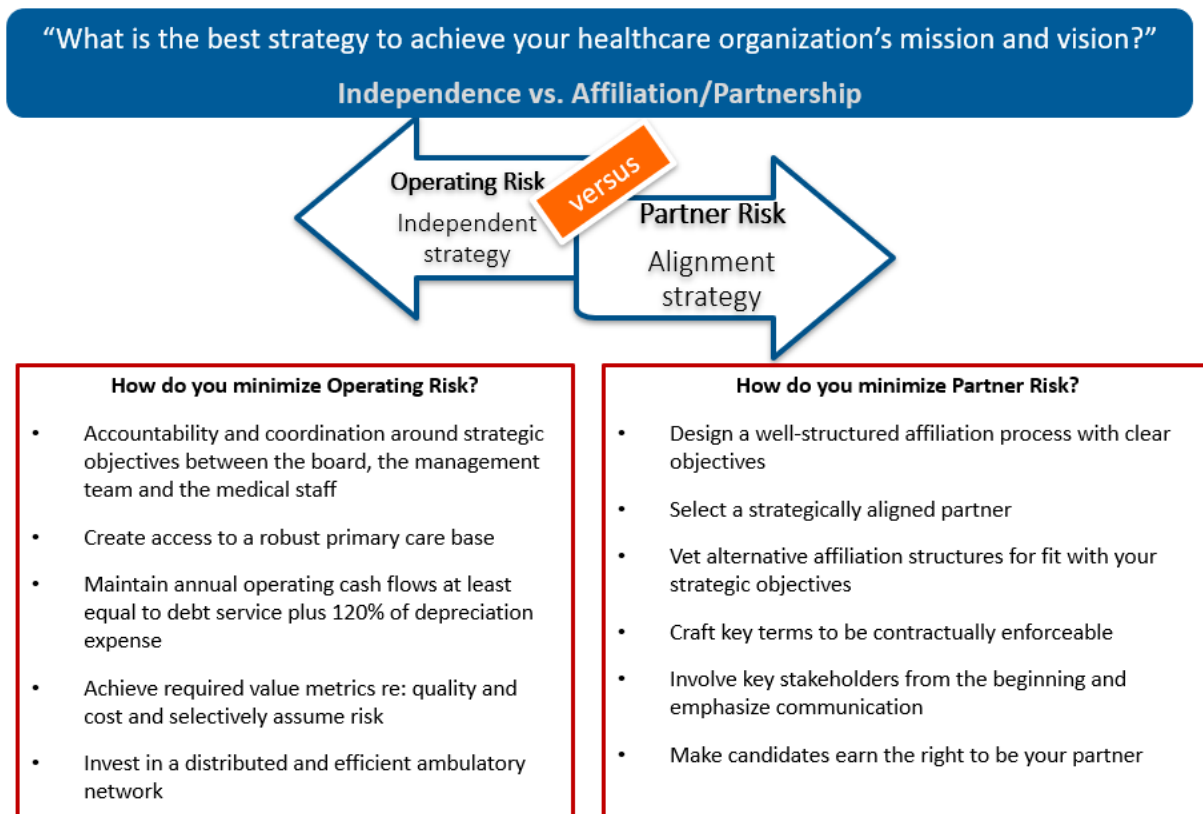 “What is the best strategy to achieve your healthcare organization’s mission and vision?”
Independence vs. Affiliation/Partnership
Operating Risk
Independent
strategy
versus
Partner Risk
Alignment
strategy
How do you minimize Operating Risk?
• Accountability and coordination around strategic
objectives between the board, the management
team and the medical staff
• Create access to a robust primary care base
• Maintain annual operating cash flows at least
equal to debt service plus 120% of depreciation
expense
• Achieve required value metrics re: quality and
cost and selectively assume risk
• Invest in a distributed and efficient ambulatory
network
How do you minimize Partner Risk?
• Design a well-structured affiliation process with clear
objectives
• Select a strategically aligned partner
• Vet alternative affiliation structures for fit with your
strategic objectives
• Craft key terms to be contractually enforceable
• Involve key stakeholders from the beginning and
emphasize communication
• Make candidates earn the right to be your partner